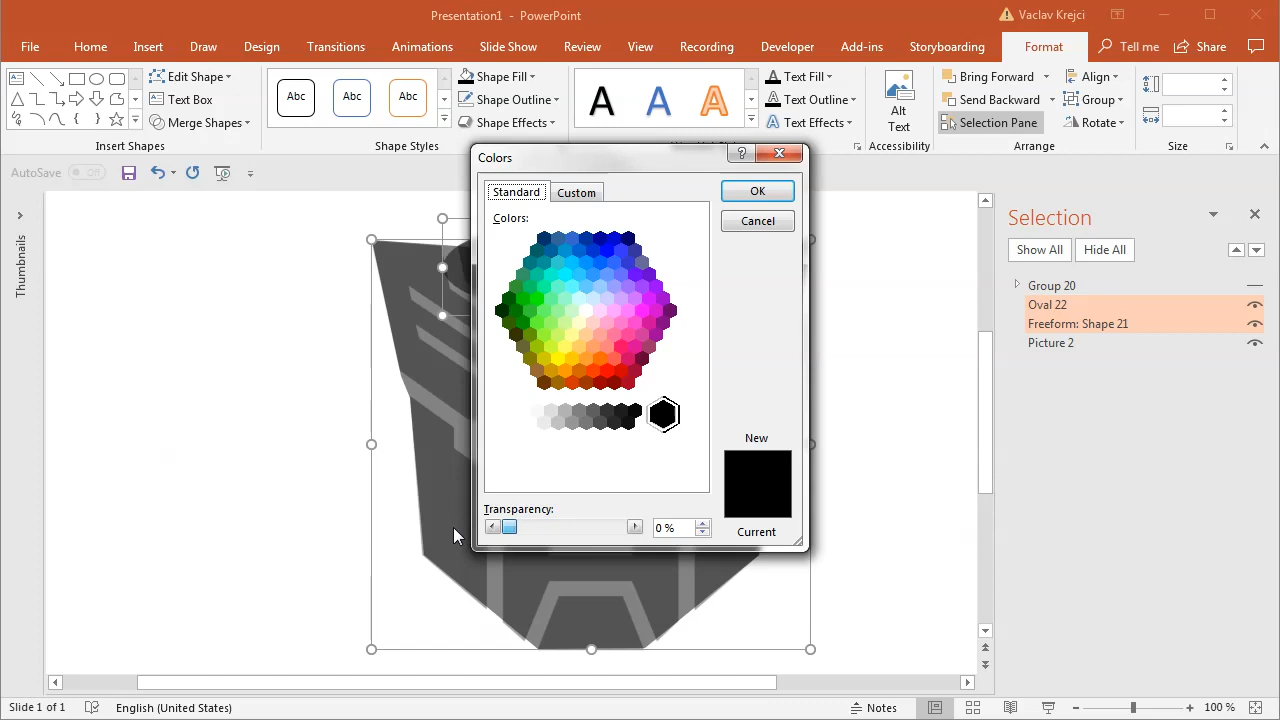 Presentation1 - PowerPoint
Vaclav Krejci
File Home Insert Draw Design Transitions Animations Slide Show Review View Recording Developer Add-ins Storyboarding Format Tell me Share
Edit Shape
Text Box
Merge Shapes
Insert Shapes
Abc Abc Abc
Shape Fill
Shape Outline
Shape Effects
Shape Styles
A A A
Text Fill
Text Outline
Text Effects
Alt
Text
Accessibility
Bring Forward
Send Backward
Selection Pane
Align
Group
Rotate
Arrange
Size
AutoSave Off
Thumbnails
Colors
?
Standard Custom
OK
Cancel
Colors:
New
Current
Transparency:
0 %
Selection
Show All Hide All
Group 20
Oval 22
Freeform: Shape 21
Picture 2
Slide 1 of 1 English (United States) Notes 100 %